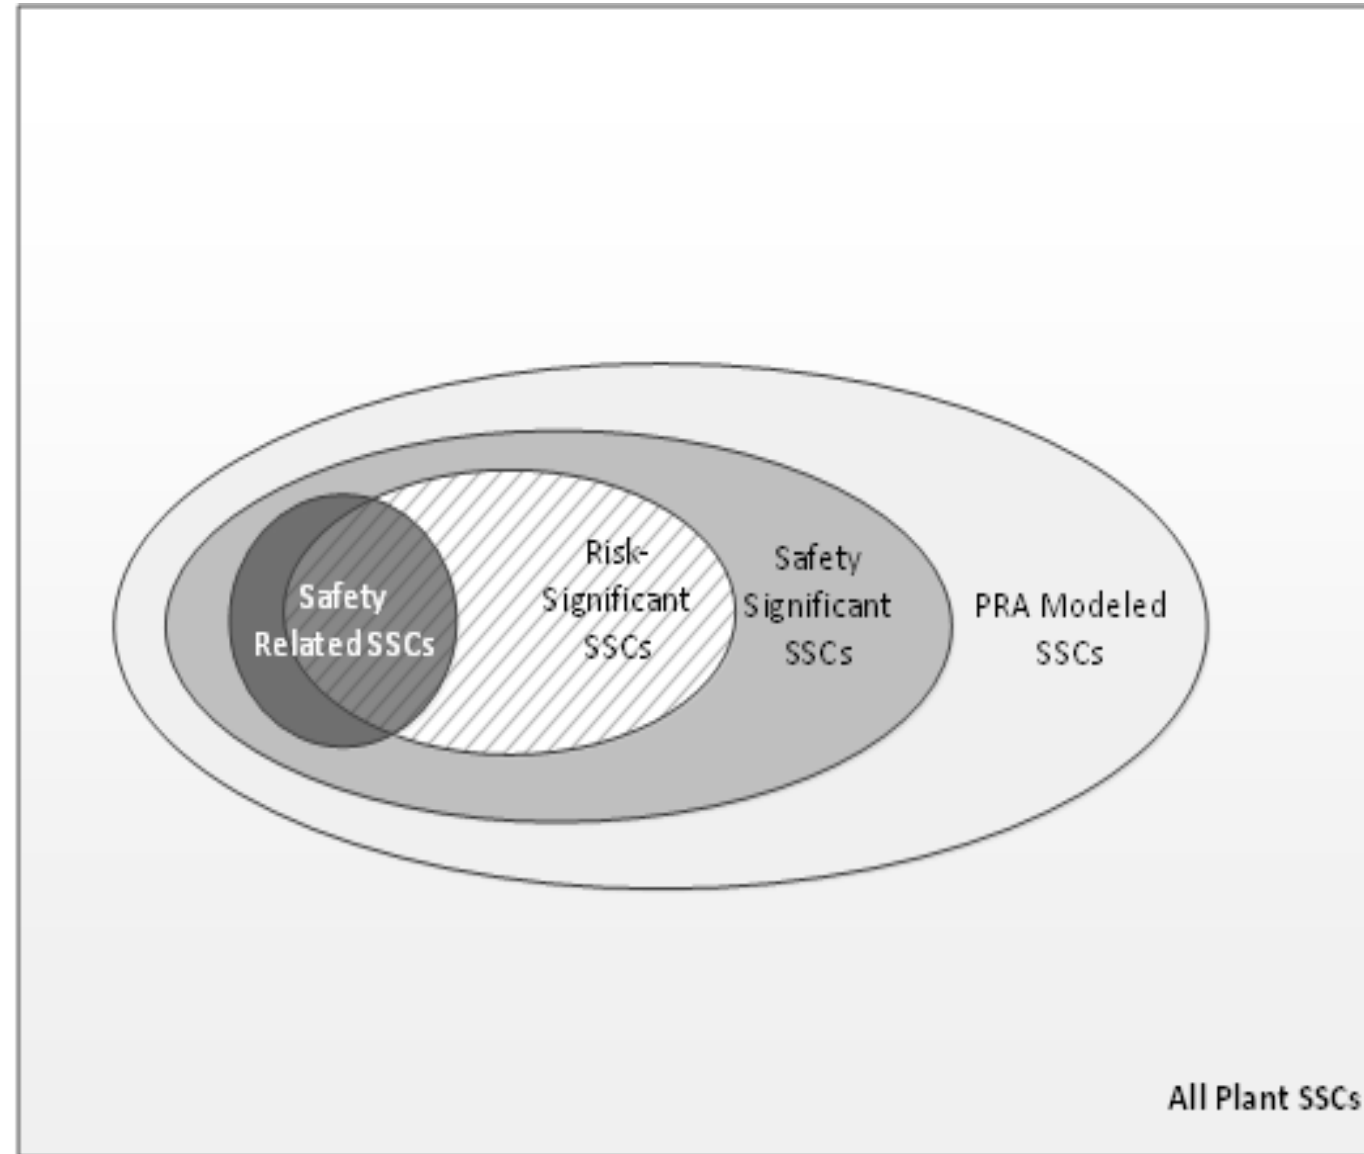 Safety
Related SSCs
Risk-
Significant
SSCs
Safety
Significant
SSCs
PRA Modeled
SSCs
All Plant SSCs